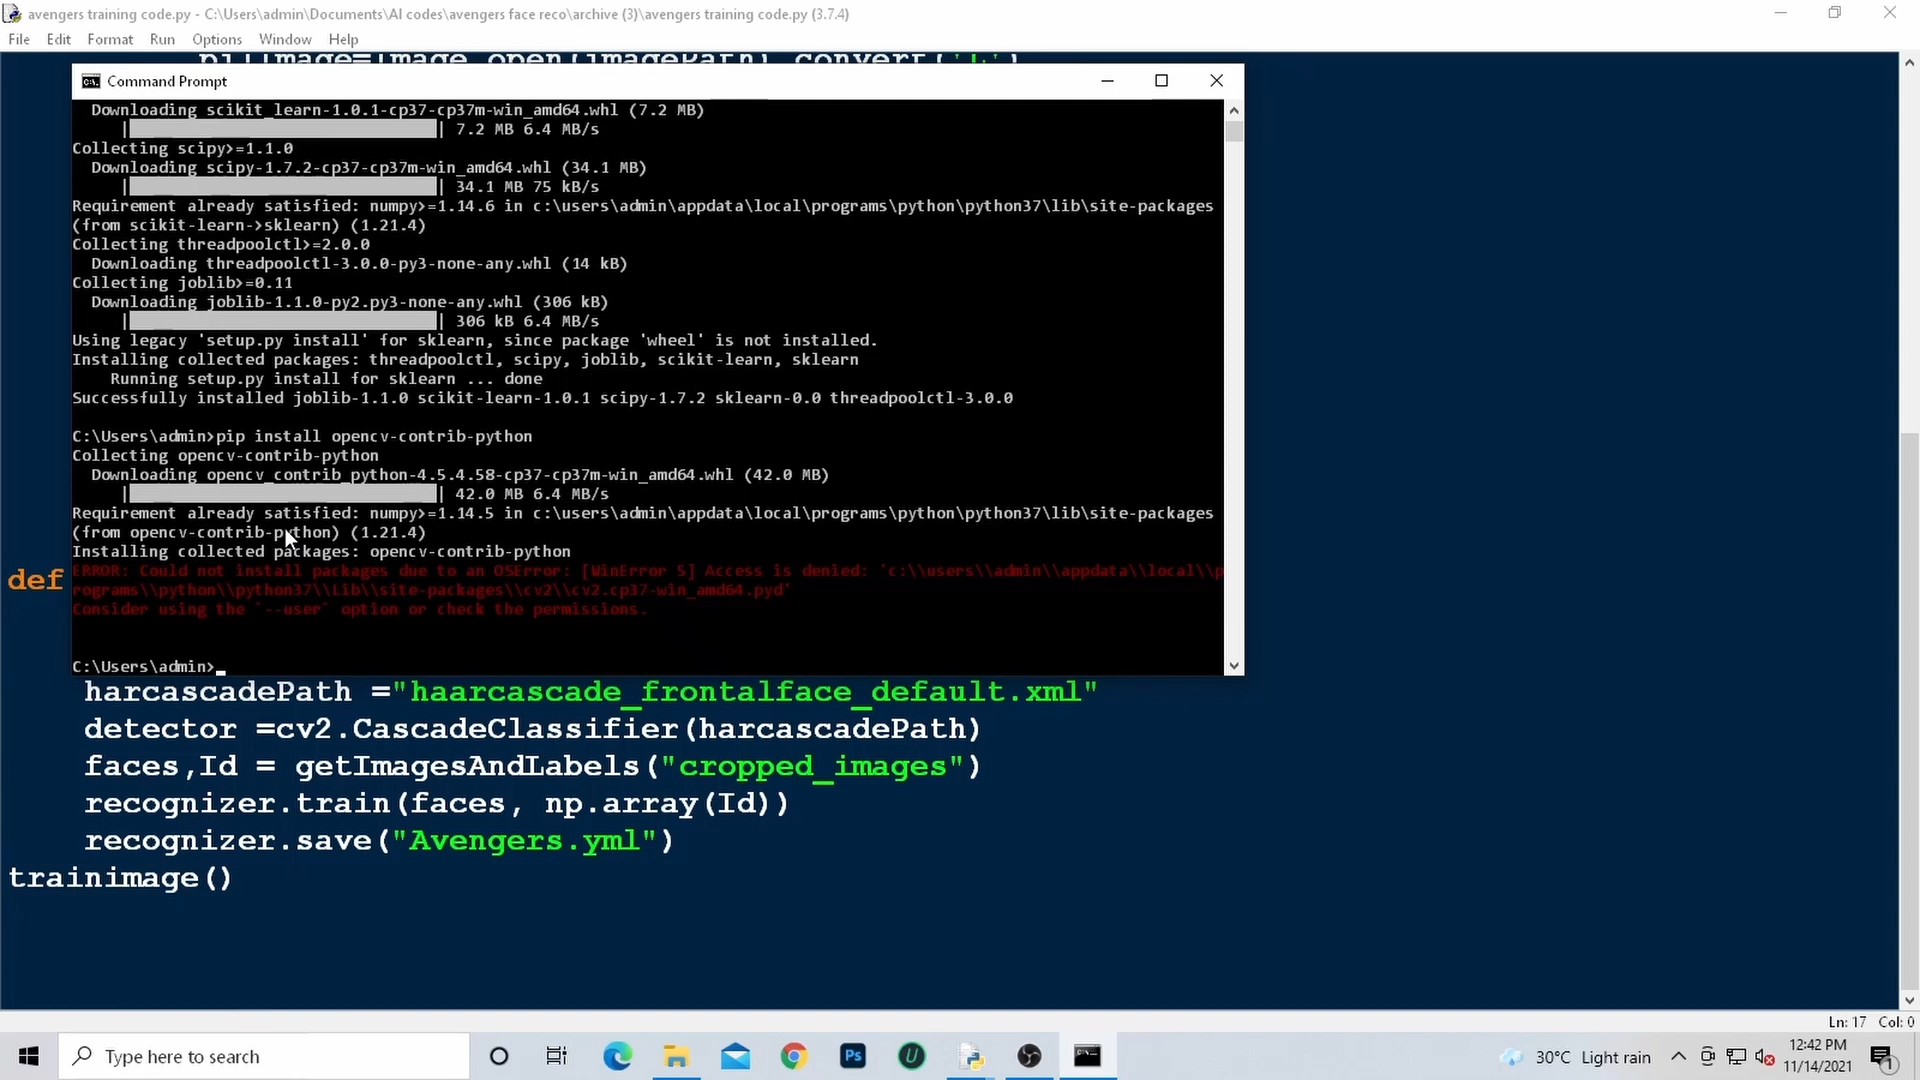 avengers training code.py - C:\Users\admin\Documents\AI codes\avengers face reco\archive (3)\avengers training code.py (3.7.4)
File Edit Format Run Options Window Help
pilImage=Image.open(imagePath).convert('L')
Command Prompt
Downloading scikit_learn-1.0.1-cp37-cp37m-win_amd64.whl (7.2 MB)
|| 7.2 MB 6.4 MB/s
Collecting scipy>=1.1.0
Downloading scipy-1.7.2-cp37-cp37m-win_amd64.whl (34.1 MB)
|| 34.1 MB 75 kB/s
Requirement already satisfied: numpy>=1.14.6 in c:\users\admin\appdata\local\programs\python\python37\lib\site-packages
(from scikit-learn->sklearn) (1.21.4)
Collecting threadpoolctl>=2.0.0
Downloading threadpoolctl-3.0.0-py3-none-any.whl (14 kB)
Collecting joblib>=0.11
Downloading joblib-1.1.0-py2.py3-none-any.whl (306 kB)
|| 306 kB 6.4 MB/s
Using legacy 'setup.py install' for sklearn, since package 'wheel' is not installed.
Installing collected packages: threadpoolctl, scipy, joblib, scikit-learn, sklearn
Running setup.py install for sklearn ... done
Successfully installed joblib-1.1.0 scikit-learn-1.0.1 scipy-1.7.2 sklearn-0.0 threadpoolctl-3.0.0
C:\Users\admin>pip install opencv-contrib-python
Collecting opencv-contrib-python
Downloading opencv_contrib_python-4.5.4.58-cp37-cp37m-win_amd64.whl (42.0 MB)
|| 42.0 MB 6.4 MB/s
Requirement already satisfied: numpy>=1.14.5 in c:\users\admin\appdata\local\programs\python\python37\lib\site-packages
(from opencv-contrib-python) (1.21.4)
Installing collected packages: opencv-contrib-python
ERROR: Could not install packages due to an OSError: [WinError 5] Access is denied: 'c:\\users\\admin\\appdata\\local\\p
def
rograms\\python\\python37\\Lib\\site-packages\\cv2\\cv2.cp37-win_amd64.pyd'
Consider using the `--user` option or check the permissions.
C:\Users\admin>_
harcascadePath ="haarcascade_frontalface_default.xml"
detector =cv2.CascadeClassifier(harcascadePath)
faces,Id = getImagesAndLabels("cropped_images")
recognizer.train(faces, np.array(Id))
recognizer.save("Avengers.yml")
trainimage()
Ln: 17 Col: 0
Type here to search
Ps
U
30°C Light rain
12:42 PM
11/14/2021
1